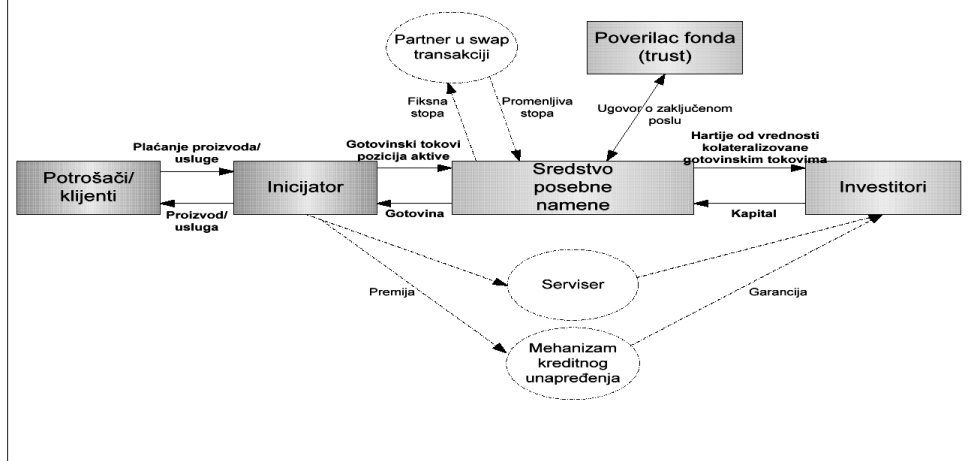 Partner u swap
transakciji
Poverilac fonda
(trust)
Fiksna
stopa
Promenljiva
stopa
Ugovor o zaključenom
poslu
Plaćanje proizvoda/
usluge
Gotovinski tokovi
pozicija aktive
Hartije od vrednosti
kolateralizovane
gotovinskim tokovima
Potrošači/
klijenti
Inicijator
Sredstvo
posebne
namene
Investitori
Proizvod/
usluga
Gotovina
Kapital
Serviser
Premija
Garancija
Mehanizam
kreditnog
unapređenja